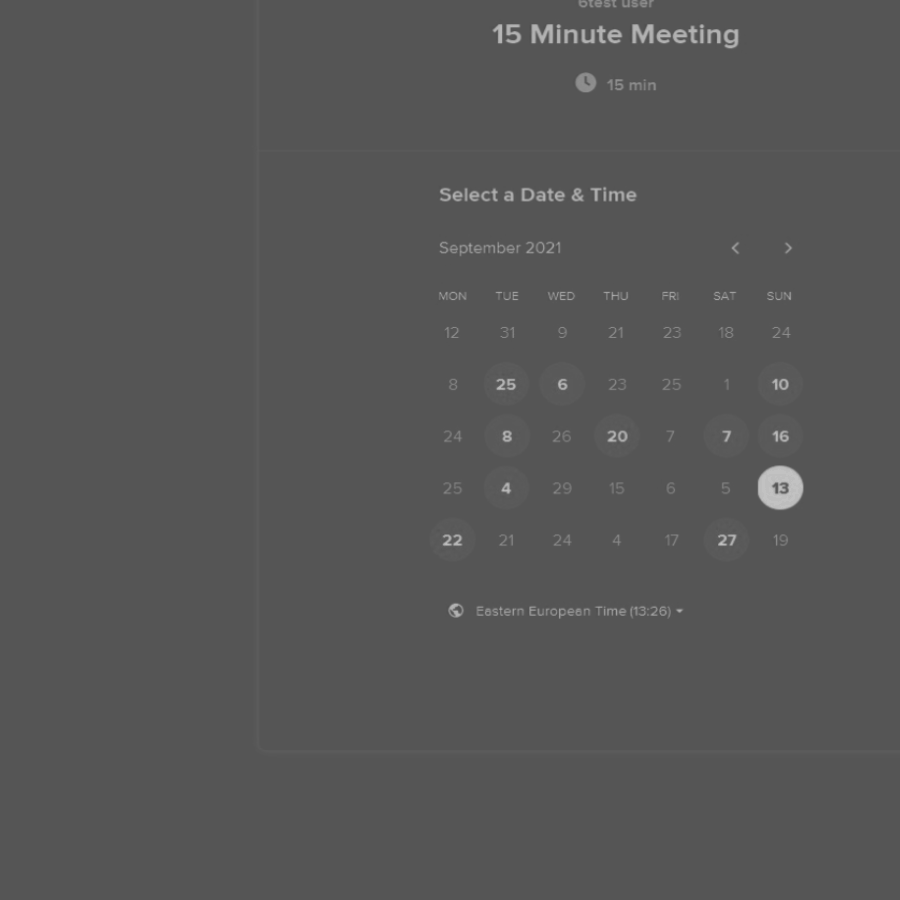 6test user
15 Minute Meeting
15 min
Select a Date & Time
September 2021
MON TUE WED THU FRI SAT SUN
12 31 9 21 23 18 24
8 25 6 23 25 1 10
24 8 26 20 7 7 16
25 4 29 15 6 5 13
22 21 24 4 17 27 19
Eastern European Time (13:26)